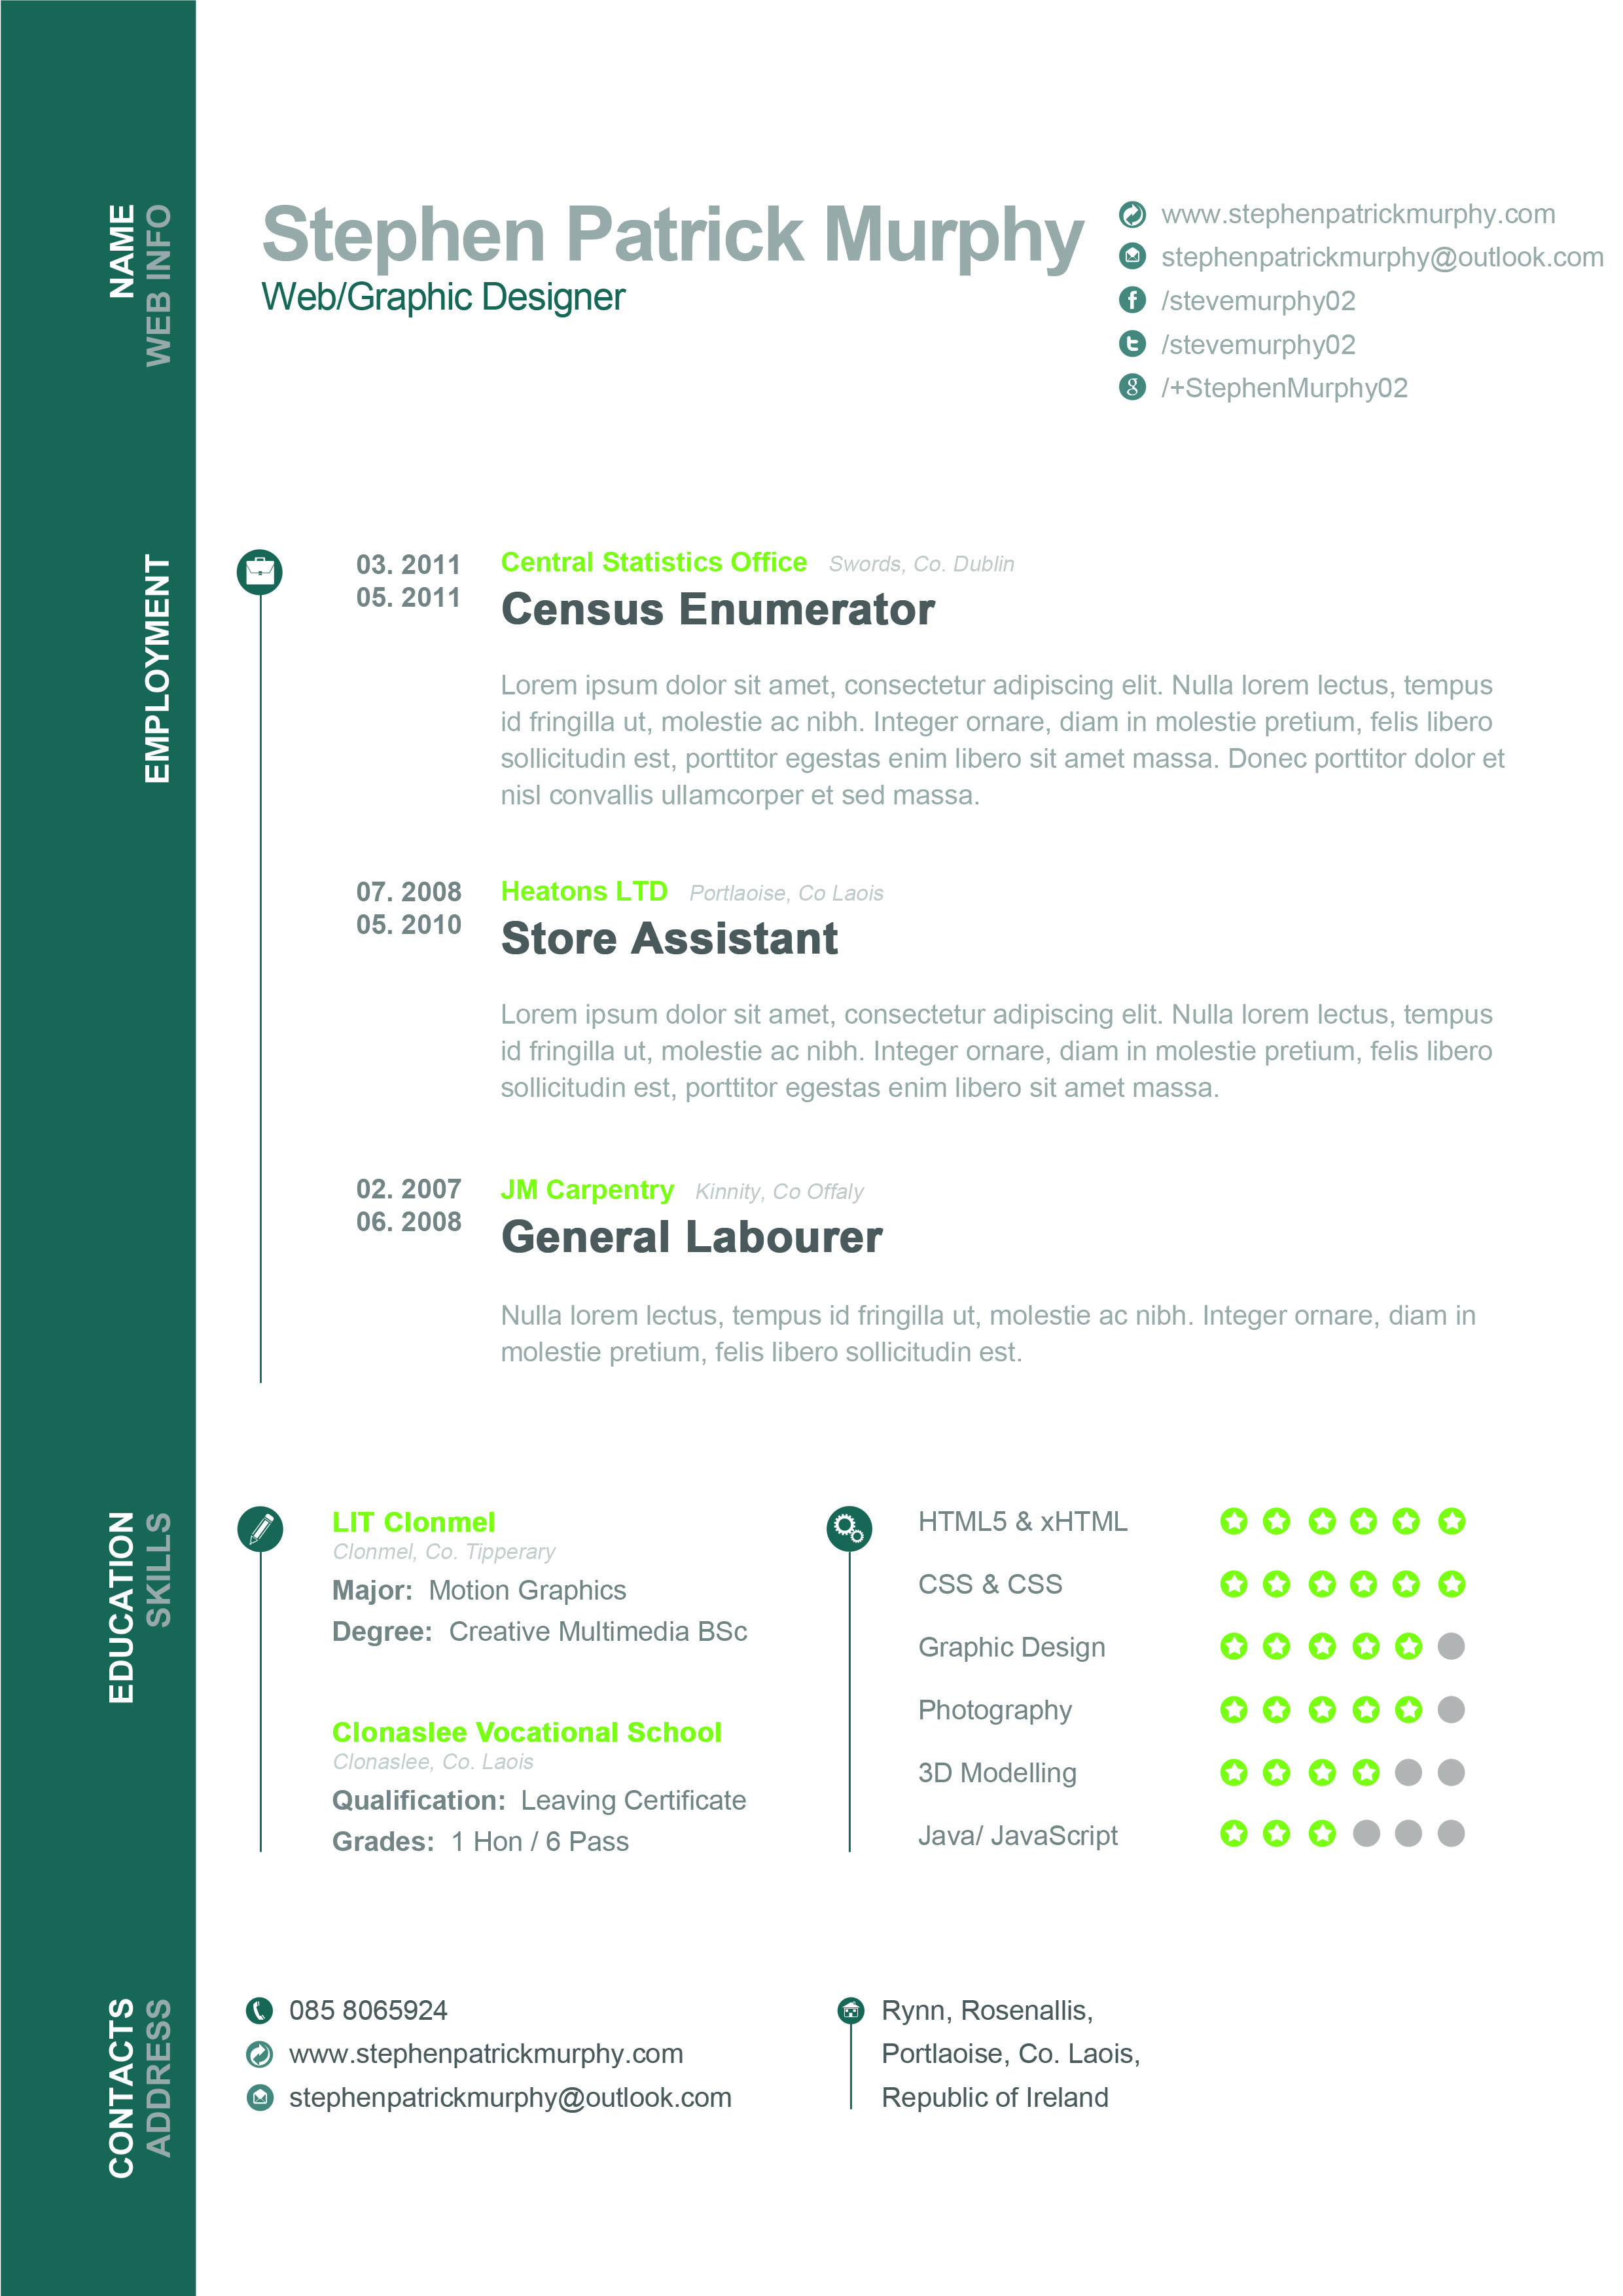 NAME
WEB INFO
Stephen Patrick Murphy
Web/Graphic Designer
www.stephenpatrickmurphy.com
stephenpatrickmurphy@outlook.com
/stevemurphy02
/stevemurphy02
/+StephenMurphy02
EMPLOYMENT
03. 2011
05. 2011
Central Statistics Office Swords, Co. Dublin
Census Enumerator
Lorem ipsum dolor sit amet, consectetur adipiscing elit. Nulla lorem lectus, tempus
id fringilla ut, molestie ac nibh. Integer ornare, diam in molestie pretium, felis libero
sollicitudin est, porttitor egestas enim libero sit amet massa. Donec porttitor dolor et
nisl convallis ullamcorper et sed massa.
07. 2008
05. 2010
Heatons LTD Portlaoise, Co Laois
Store Assistant
Lorem ipsum dolor sit amet, consectetur adipiscing elit. Nulla lorem lectus, tempus
id fringilla ut, molestie ac nibh. Integer ornare, diam in molestie pretium, felis libero
sollicitudin est, porttitor egestas enim libero sit amet massa.
02. 2007
06. 2008
JM Carpentry Kinnity, Co Offaly
General Labourer
Nulla lorem lectus, tempus id fringilla ut, molestie ac nibh. Integer ornare, diam in
molestie pretium, felis libero sollicitudin est.
EDUCATION
SKILLS
LIT Clonmel
Clonmel, Co. Tipperary
Major: Motion Graphics
Degree: Creative Multimedia BSc
Clonaslee Vocational School
Clonaslee, Co. Laois
Qualification: Leaving Certificate
Grades: 1 Hon / 6 Pass
HTML5 & xHTML
CSS & CSS
Graphic Design
Photography
3D Modelling
Java/ JavaScript
CONTACTS
ADDRESS
085 8065924
www.stephenpatrickmurphy.com
stephenpatrickmurphy@outlook.com
Rynn, Rosenallis,
Portlaoise, Co. Laois,
Republic of Ireland